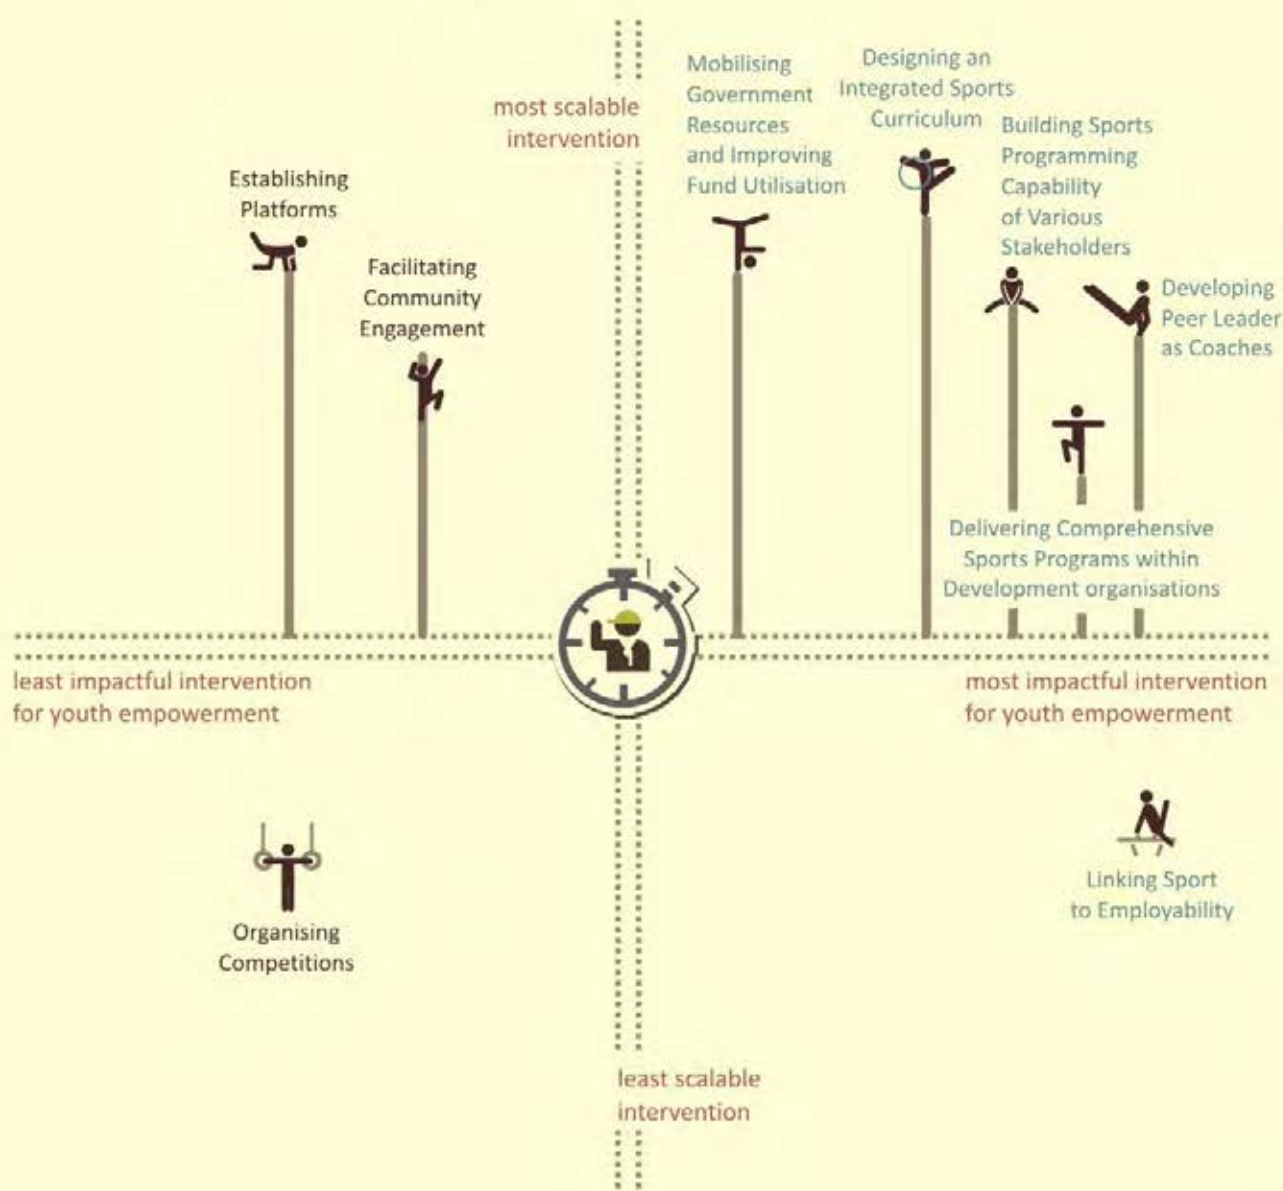 most scalable
intervention
Mobilising
Government
Resources
and Improving
Fund Utilisation
Designing an
Integrated Sports
Curriculum
Building Sports
Programming
Capability
of Various
Stakeholders
Establishing
Platforms
Facilitating
Community
Engagement
Developing
Peer Leader
as Coaches
Delivering Comprehensive
Sports Programs within
Development organisations
least impactful intervention
for youth empowerment
most impactful intervention
for youth empowerment
Organising
Competitions
Linking Sport
to Employability
least scalable
intervention